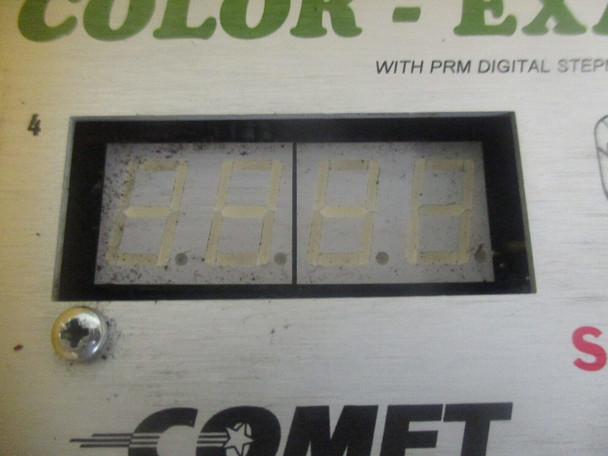 COLOR - EX
WITH PRM DIGITAL STEP
4
S
COMET